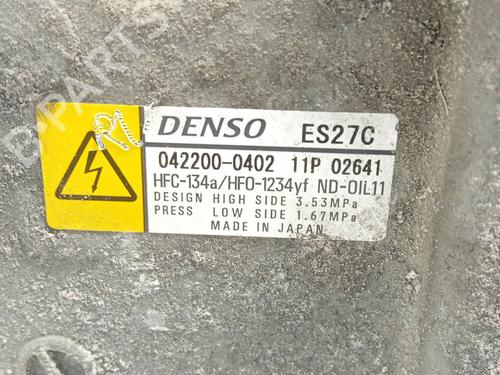 B-PARTS
DENSO ES27C
042200-0402 11P 02641
HFC-134a/HFO-1234yf ND-OIL11
DESIGN HIGH SIDE 3.53MPa
PRESS LOW SIDE 1.67MPa
MADE IN JAPAN